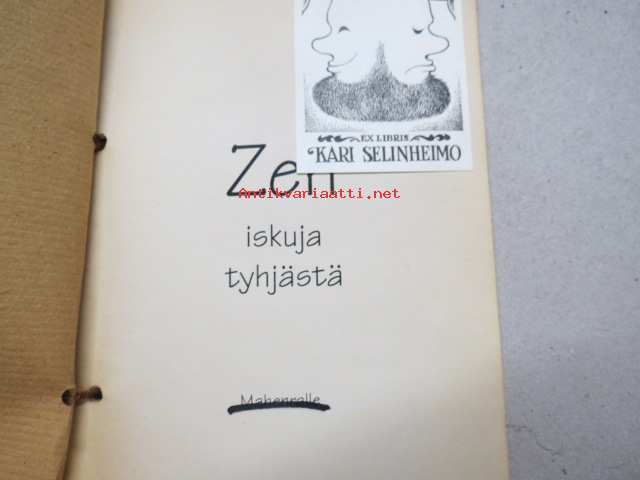 EX LIBRIS
KARI SELINHEIMO
Zen
Antikvariaatti.net
iskuja
tyhjästä